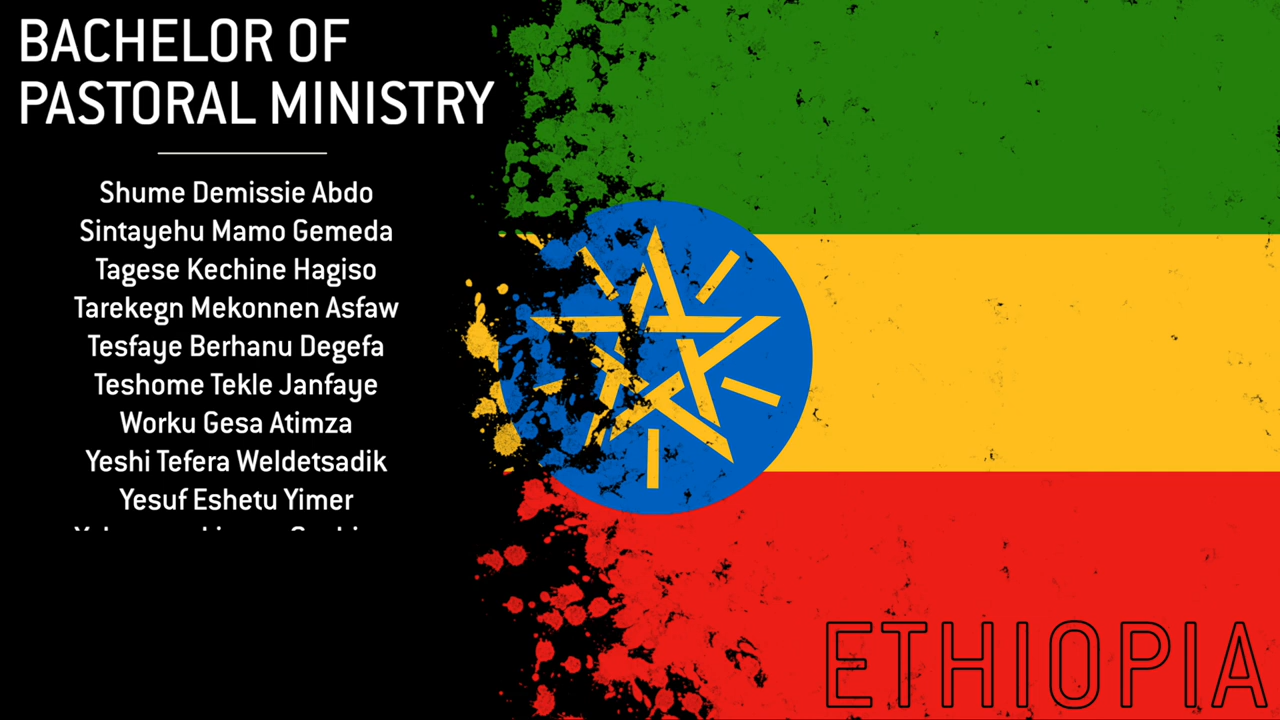 BACHELOR OF
PASTORAL MINISTRY
Shume Demissie Abdo
Sintayehu Mamo Gemeda
Tagese Kechine Hagiso
Tarekegn Mekonnen Asfaw
Tesfaye Berhanu Degefa
Teshome Tekle Janfaye
Worku Gesa Atimza
Yeshi Tefera Weldetsadik
Yesuf Eshetu Yimer
ETHIOPIA